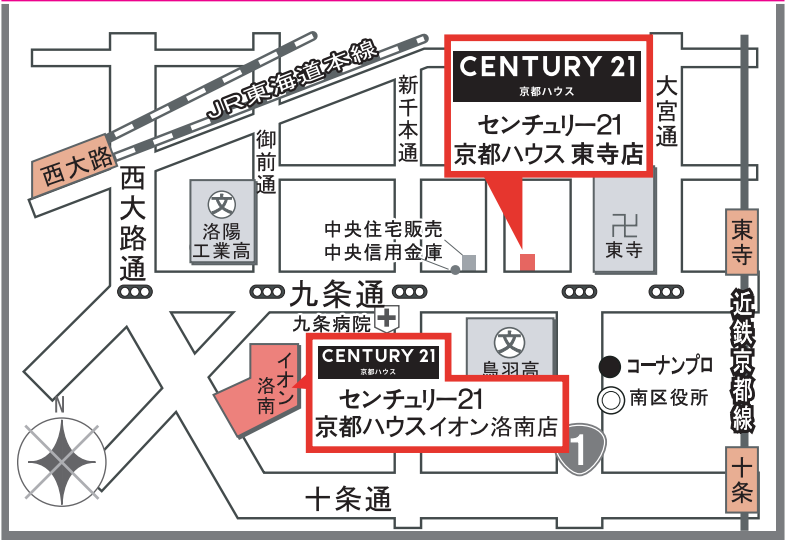 CENTURY 21
京都ハウス
センチュリー21
京都ハウス 東寺店
JR東海道本線
新千本通
大宮通
御前通
西大路
西大路通
文
洛陽
工業高
中央住宅販売
中央信用金庫
卍
東寺
東寺
九条通
九条病院
近鉄京都線
CENTURY 21
京都ハウス
センチュリー21
京都ハウスイオン洛南店
イオン
洛南
文
鳥羽高
コーナンプロ
南区役所
N
1
十条
十条通